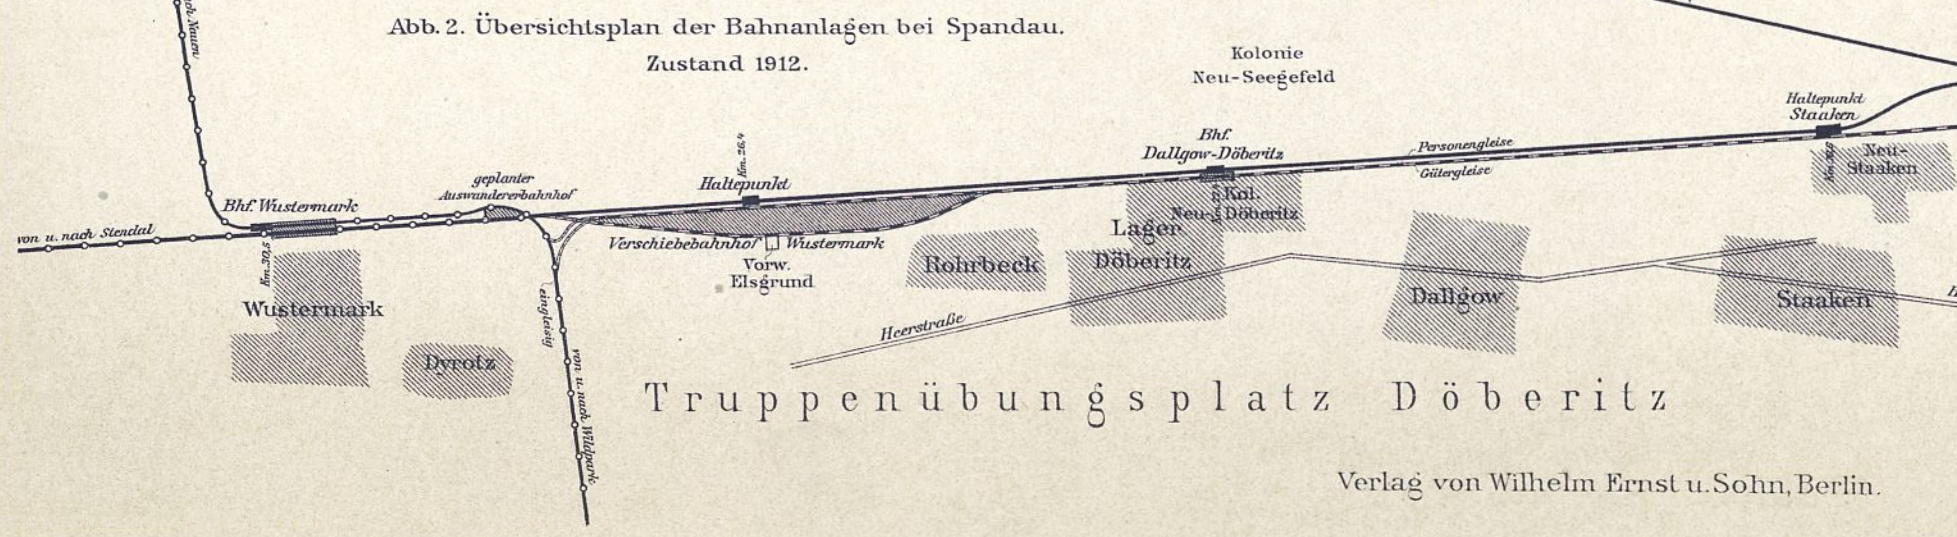 Abb. 2. Übersichtsplan der Bahnanlagen bei Spandau.
Zustand 1912.
Kolonie
Neu-Seegefeld
nach Nauen
Haltepunkt
Staaken
Bhf.
Dallgow-Döberitz
Personengleise
Gütergleise
Km. 26,4
Haltepunkt
geplanter
Auswandererbahnhof
Bhf. Wustermark
von u. nach Stendal
Km. 30,5
Neu-
Staaken
Kol.
Neu-Döberitz
Lager
Döberitz
Verschiebebahnhof Wustermark
Vorw.
Elsgrund
Rohrbeck
Dallgow
Staaken
Wustermark
Dyrotz
eingleisig
von u. nach Wildpark
Heerstraße
Truppenübungsplatz Döberitz
Verlag von Wilhelm Ernst u. Sohn, Berlin.